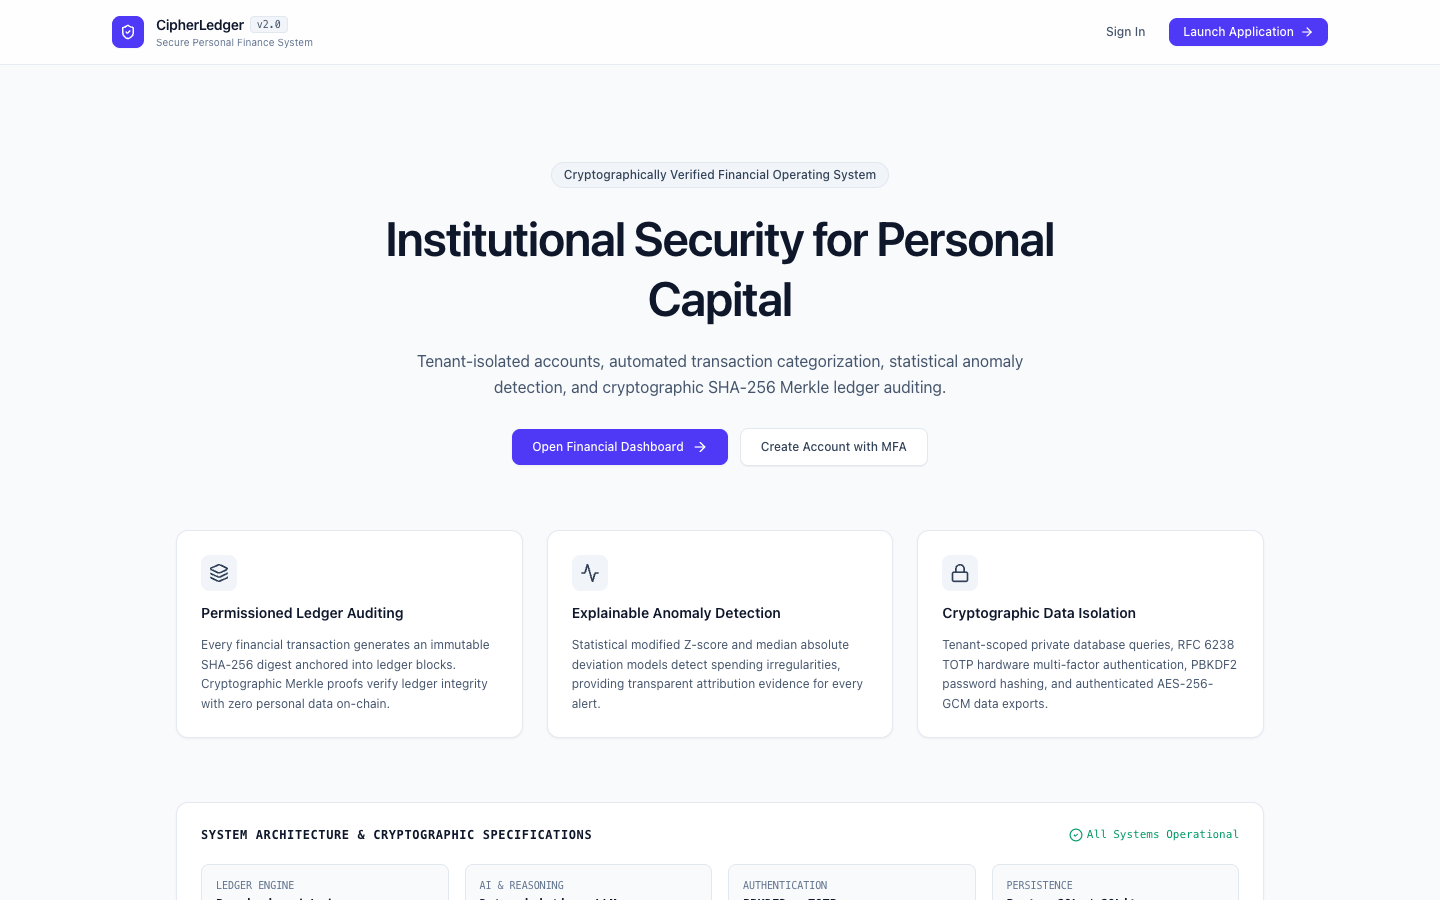 CipherLedger v2.0
Secure Personal Finance System
Sign In
Launch Application
Cryptographically Verified Financial Operating System
Institutional Security for Personal
Capital
Tenant-isolated accounts, automated transaction categorization, statistical anomaly
detection, and cryptographic SHA-256 Merkle ledger auditing.
Open Financial Dashboard
Create Account with MFA
Permissioned Ledger Auditing
Every financial transaction generates an immutable
SHA-256 digest anchored into ledger blocks.
Cryptographic Merkle proofs verify ledger integrity
with zero personal data on-chain.
Explainable Anomaly Detection
Statistical modified Z-score and median absolute
deviation models detect spending irregularities,
providing transparent attribution evidence for every
alert.
Cryptographic Data Isolation
Tenant-scoped private database queries, RFC 6238
TOTP hardware multi-factor authentication, PBKDF2
password hashing, and authenticated AES-256-
GCM data exports.
SYSTEM ARCHITECTURE & CRYPTOGRAPHIC SPECIFICATIONS
All Systems Operational
LEDGER ENGINE
AI & REASONING
AUTHENTICATION
PERSISTENCE